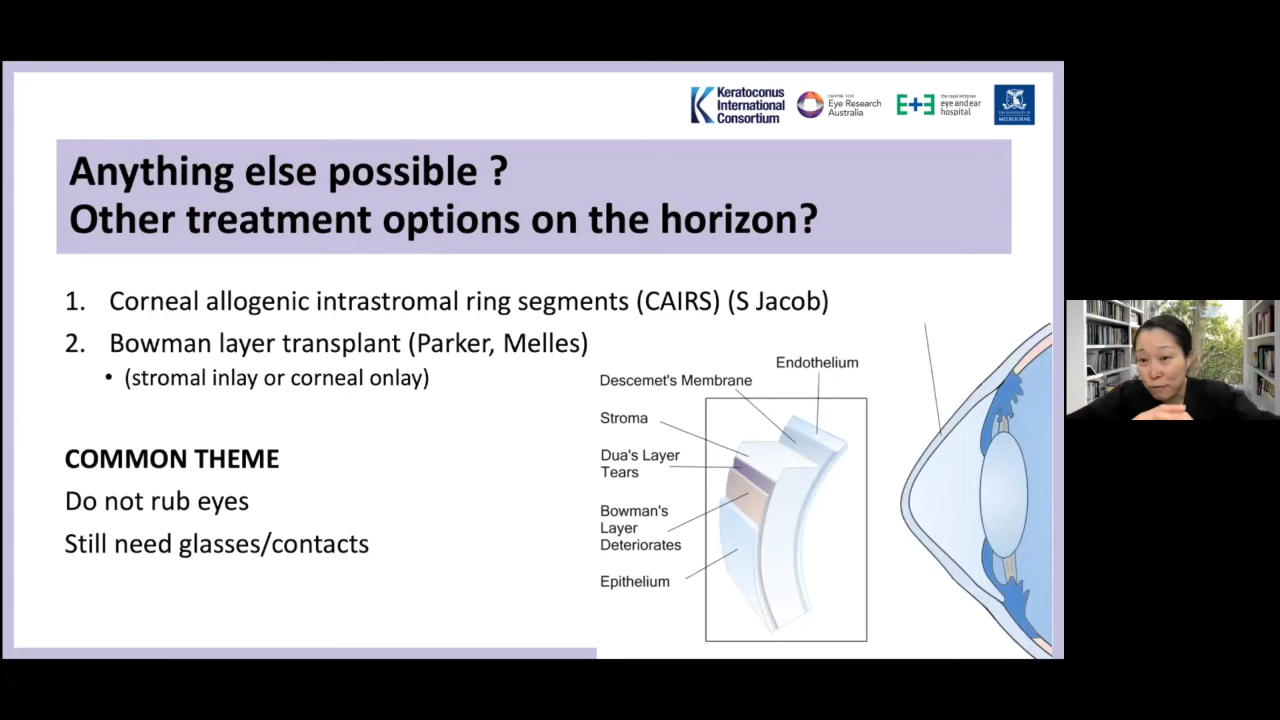 Keratoconus
International
Consortium
CENTRE FOR
Eye Research
Australia
the royal victorian
eye and ear
hospital
MELBOURNE
Anything else possible ?
Other treatment options on the horizon?
1. Corneal allogenic intrastromal ring segments (CAIRS) (S Jacob)
2. Bowman layer transplant (Parker, Melles)
• (stromal inlay or corneal onlay)
COMMON THEME
Do not rub eyes
Still need glasses/contacts
Endothelium
Descemet's Membrane
Stroma
Dua's Layer
Tears
Bowman's
Layer
Deteriorates
Epithelium